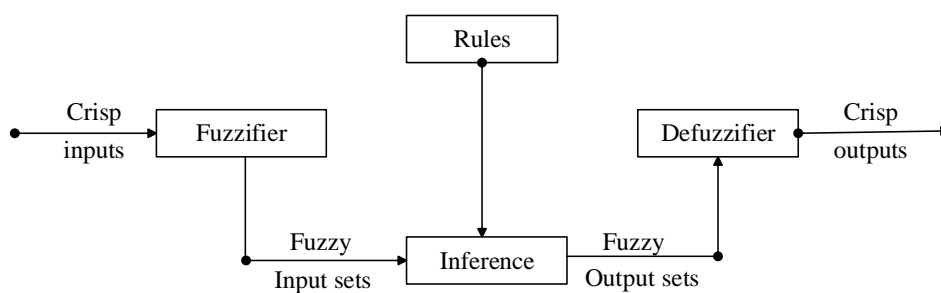 Rules
Crisp
inputs
Fuzzifier
Defuzzifier
Crisp
outputs
Fuzzy
Input sets
Inference
Fuzzy
Output sets